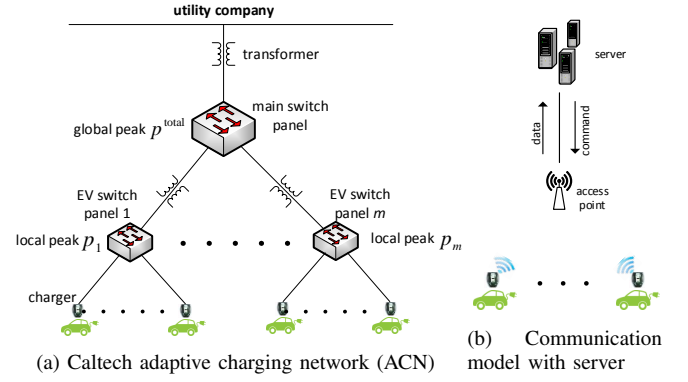 utility company
transformer
main switch
panel
global peak p^total
EV switch
panel 1
EV switch
panel m
local peak p_1
local peak p_m
charger
(a) Caltech adaptive charging network (ACN)
server
data
command
access
point
(b) Communication
model with server